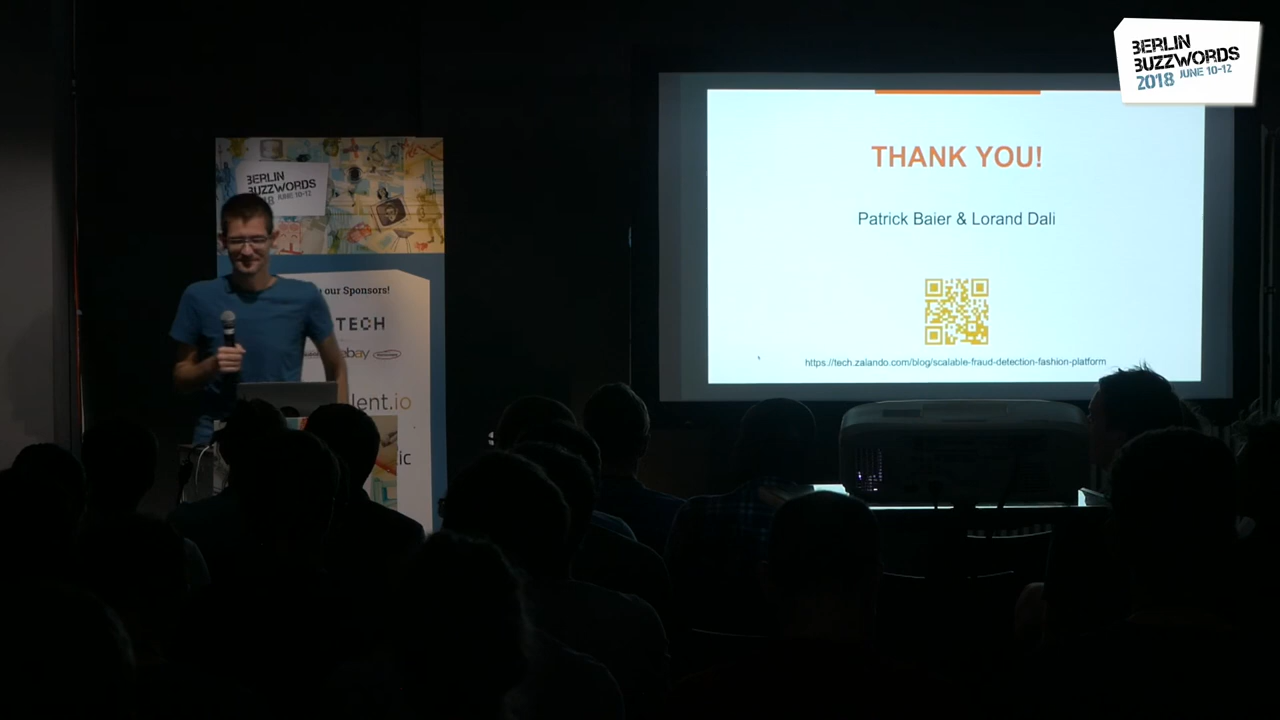 BERLIN
BUZZWORDS
2018 JUNE 10-12
THANK YOU!
Patrick Baier & Lorand Dali
https://tech.zalando.com/blog/scalable-fraud-detection-fashion-platform
BERLIN
BUZZWORDS
JUNE 10-12
our Sponsors!
TECH
ebay
lent.io
ic